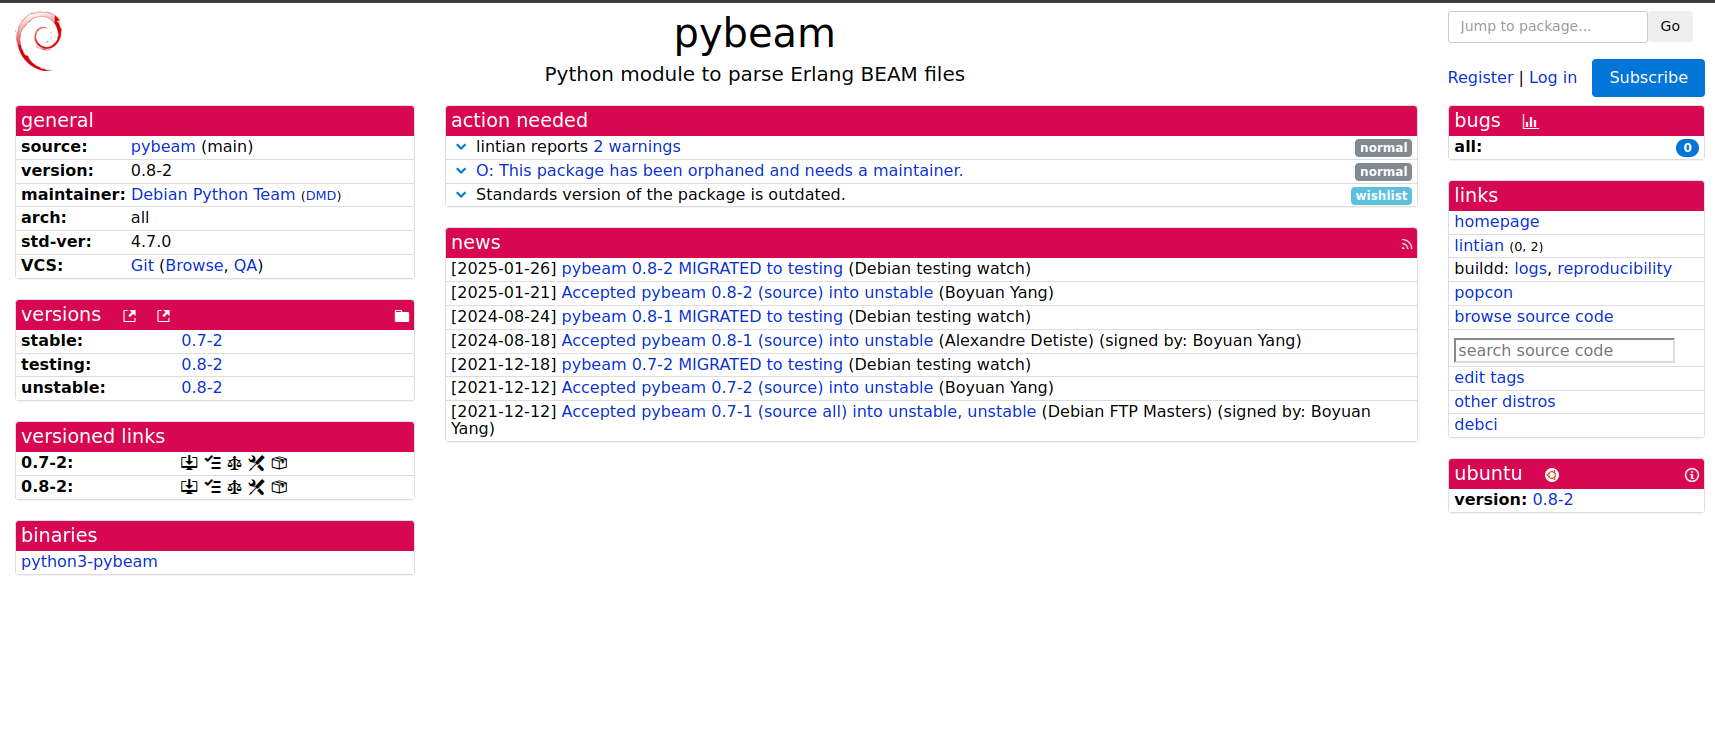 pybeam
Python module to parse Erlang BEAM files
Jump to package...
Go
Register | Log in
Subscribe
general
source: pybeam (main)
version: 0.8-2
maintainer: Debian Python Team (DMD)
arch: all
std-ver: 4.7.0
VCS: Git (Browse, QA)
versions
stable: 0.7-2
testing: 0.8-2
unstable: 0.8-2
versioned links
0.7-2:
0.8-2:
binaries
python3-pybeam
action needed
lintian reports 2 warnings normal
O: This package has been orphaned and needs a maintainer. normal
Standards version of the package is outdated. wishlist
news
[2025-01-26] pybeam 0.8-2 MIGRATED to testing (Debian testing watch)
[2025-01-21] Accepted pybeam 0.8-2 (source) into unstable (Boyuan Yang)
[2024-08-24] pybeam 0.8-1 MIGRATED to testing (Debian testing watch)
[2024-08-18] Accepted pybeam 0.8-1 (source) into unstable (Alexandre Detiste) (signed by: Boyuan Yang)
[2021-12-18] pybeam 0.7-2 MIGRATED to testing (Debian testing watch)
[2021-12-12] Accepted pybeam 0.7-2 (source) into unstable (Boyuan Yang)
[2021-12-12] Accepted pybeam 0.7-1 (source all) into unstable, unstable (Debian FTP Masters) (signed by: Boyuan
Yang)
bugs
all: 0
links
homepage
lintian (0, 2)
buildd: logs, reproducibility
popcon
browse source code
search source code
edit tags
other distros
debci
ubuntu
version: 0.8-2